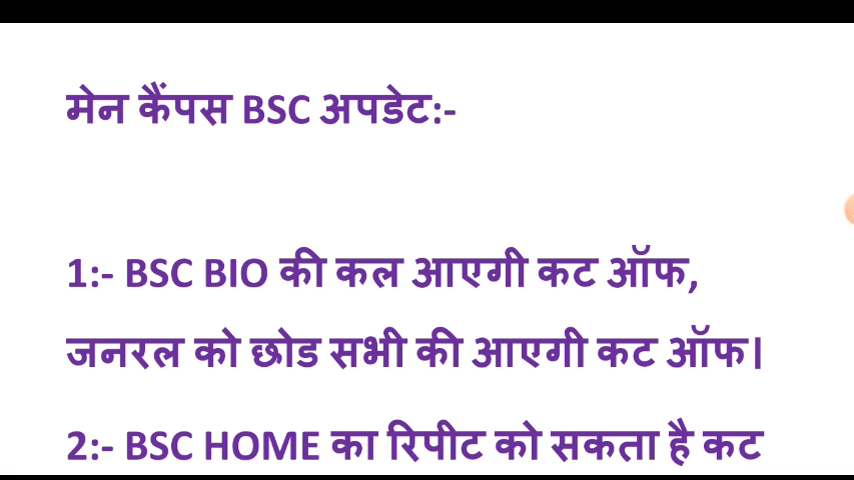 मेन कैंपस BSC अपडेट:-
1:- BSC BIO की कल आएगी कट ऑफ,
जनरल को छोड सभी की आएगी कट ऑफ।
2:- BSC HOME का रिपीट को सकता है कट